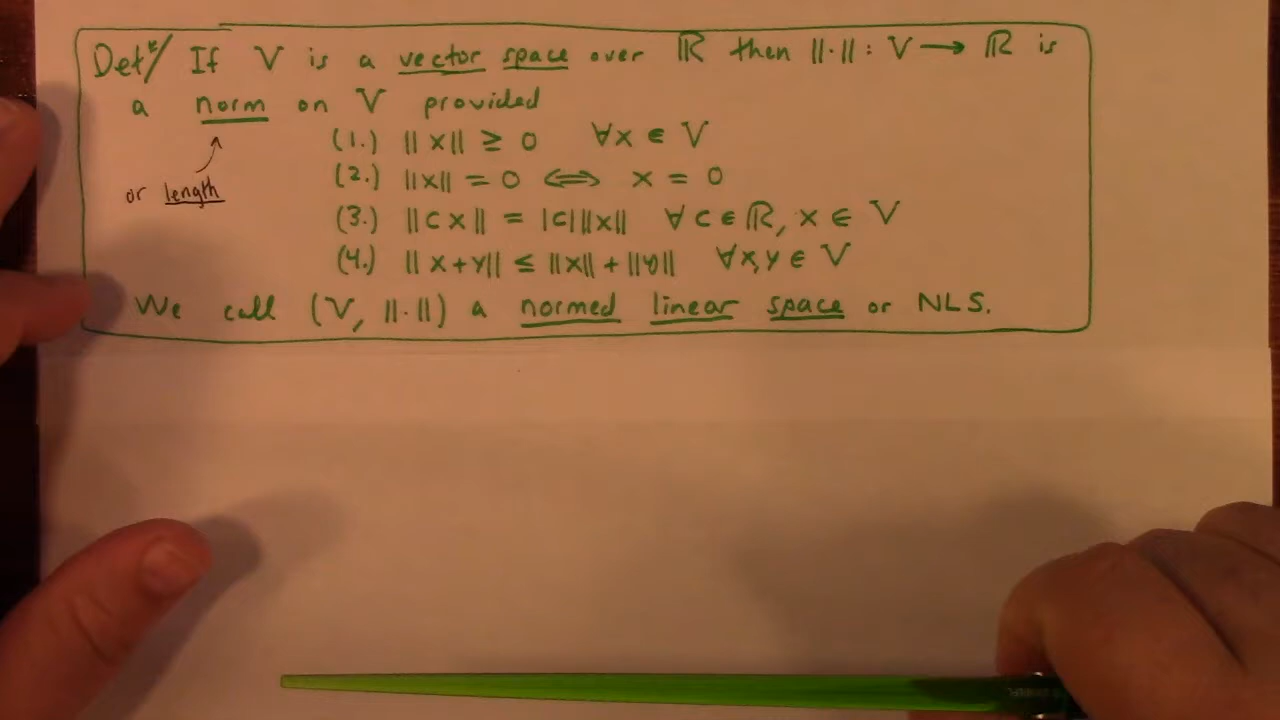 Defⁿ/ If V is a vector space over ℝ then ||·|| : V ⟶ ℝ is
a norm on V provided
(1.) ||x|| ≥ 0 ∀x ∈ V
(2.) ||x|| = 0 ⟺ x = 0
(3.) ||cx|| = |c| ||x|| ∀c ∈ ℝ, x ∈ V
(4.) ||x+y|| ≤ ||x|| + ||y|| ∀x,y ∈ V
or length
We call (V, ||·||) a normed linear space or NLS.